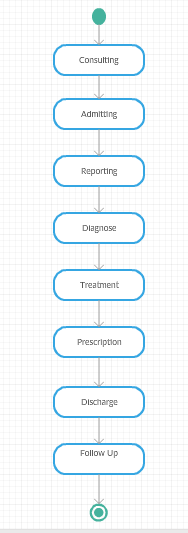 Consulting
Admitting
Reporting
Diagnose
Treatment
Prescription
Discharge
Follow Up